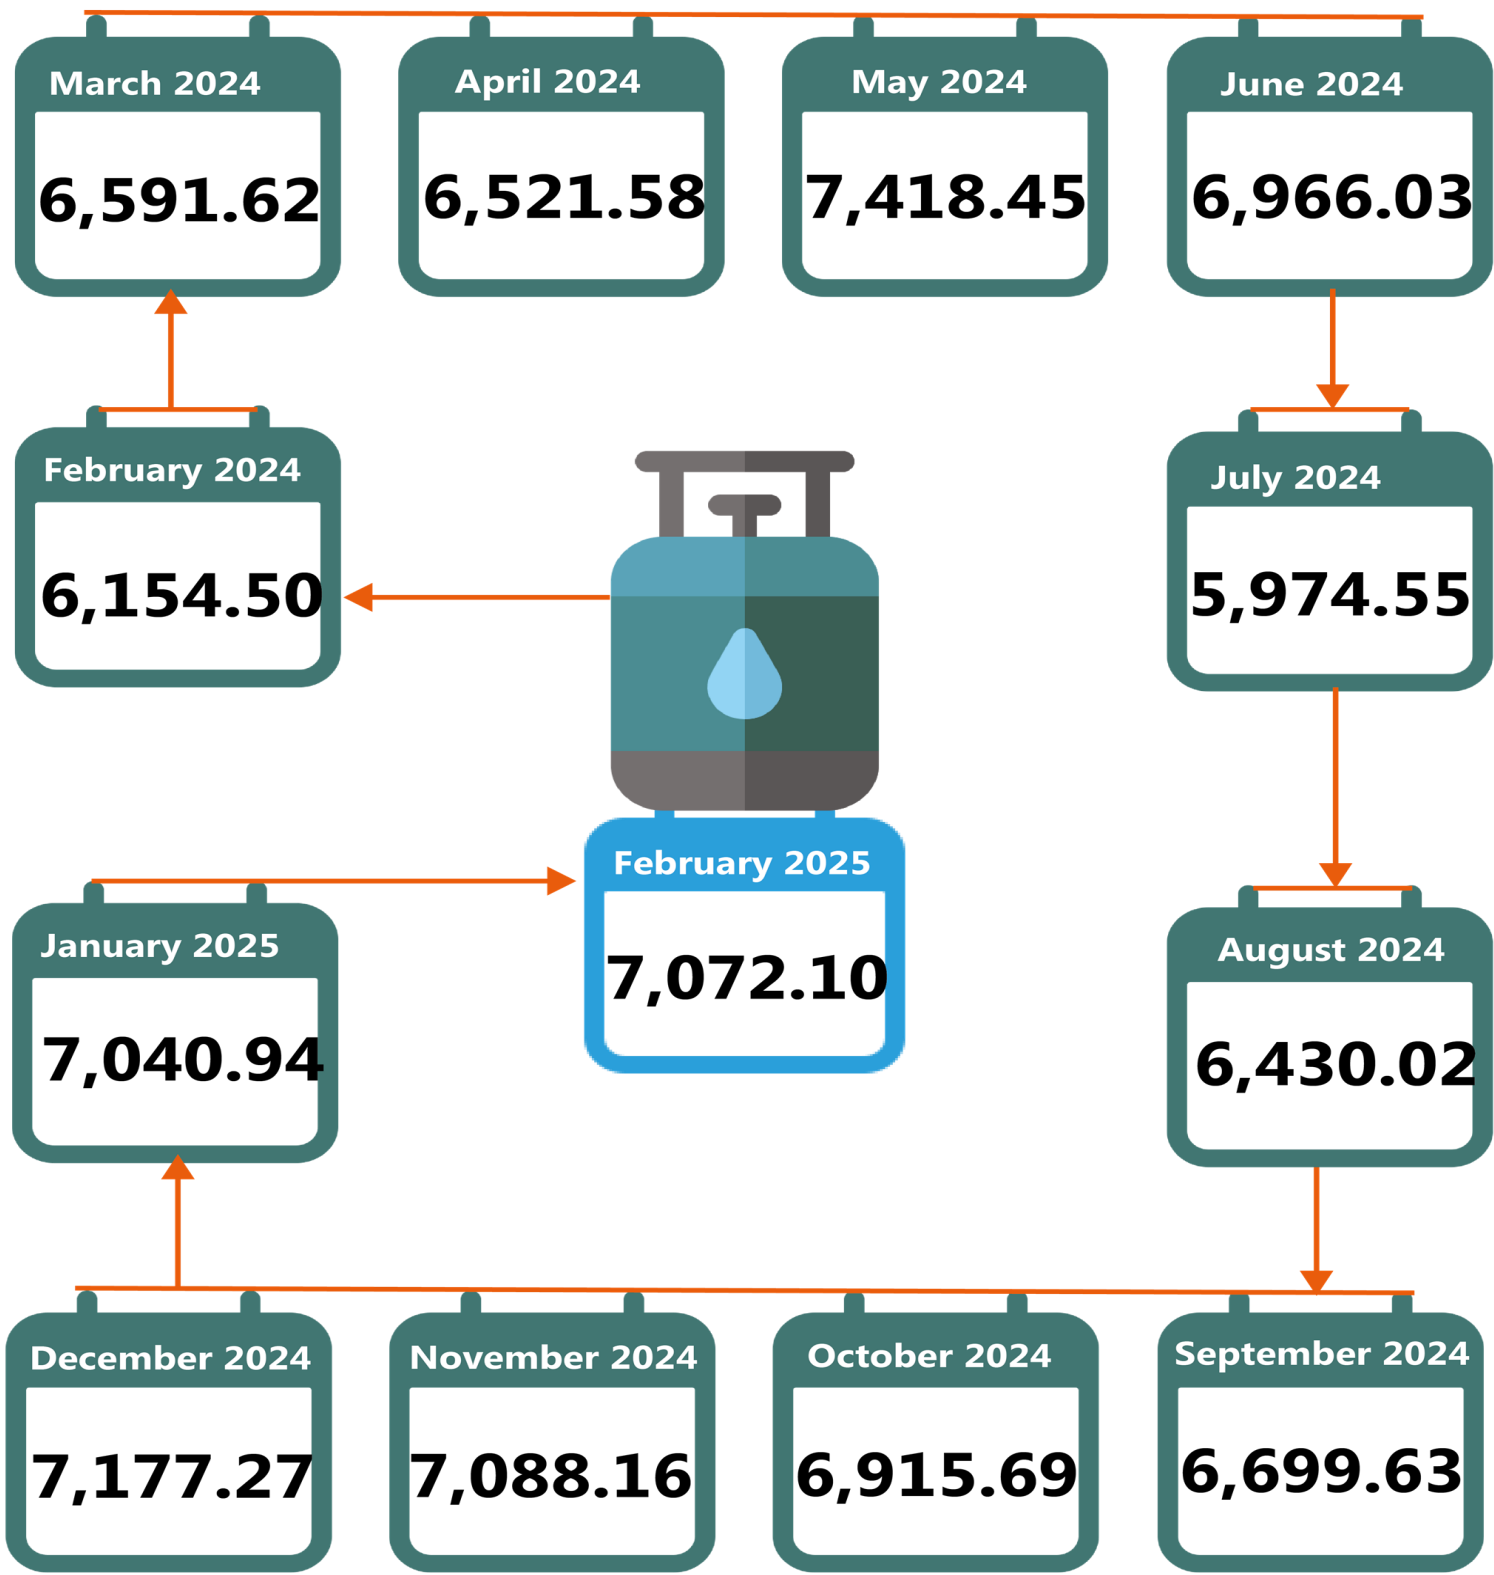 March 2024
6,591.62
April 2024
6,521.58
May 2024
7,418.45
June 2024
6,966.03
February 2024
6,154.50
July 2024
5,974.55
February 2025
7,072.10
January 2025
7,040.94
August 2024
6,430.02
December 2024
7,177.27
November 2024
7,088.16
October 2024
6,915.69
September 2024
6,699.63